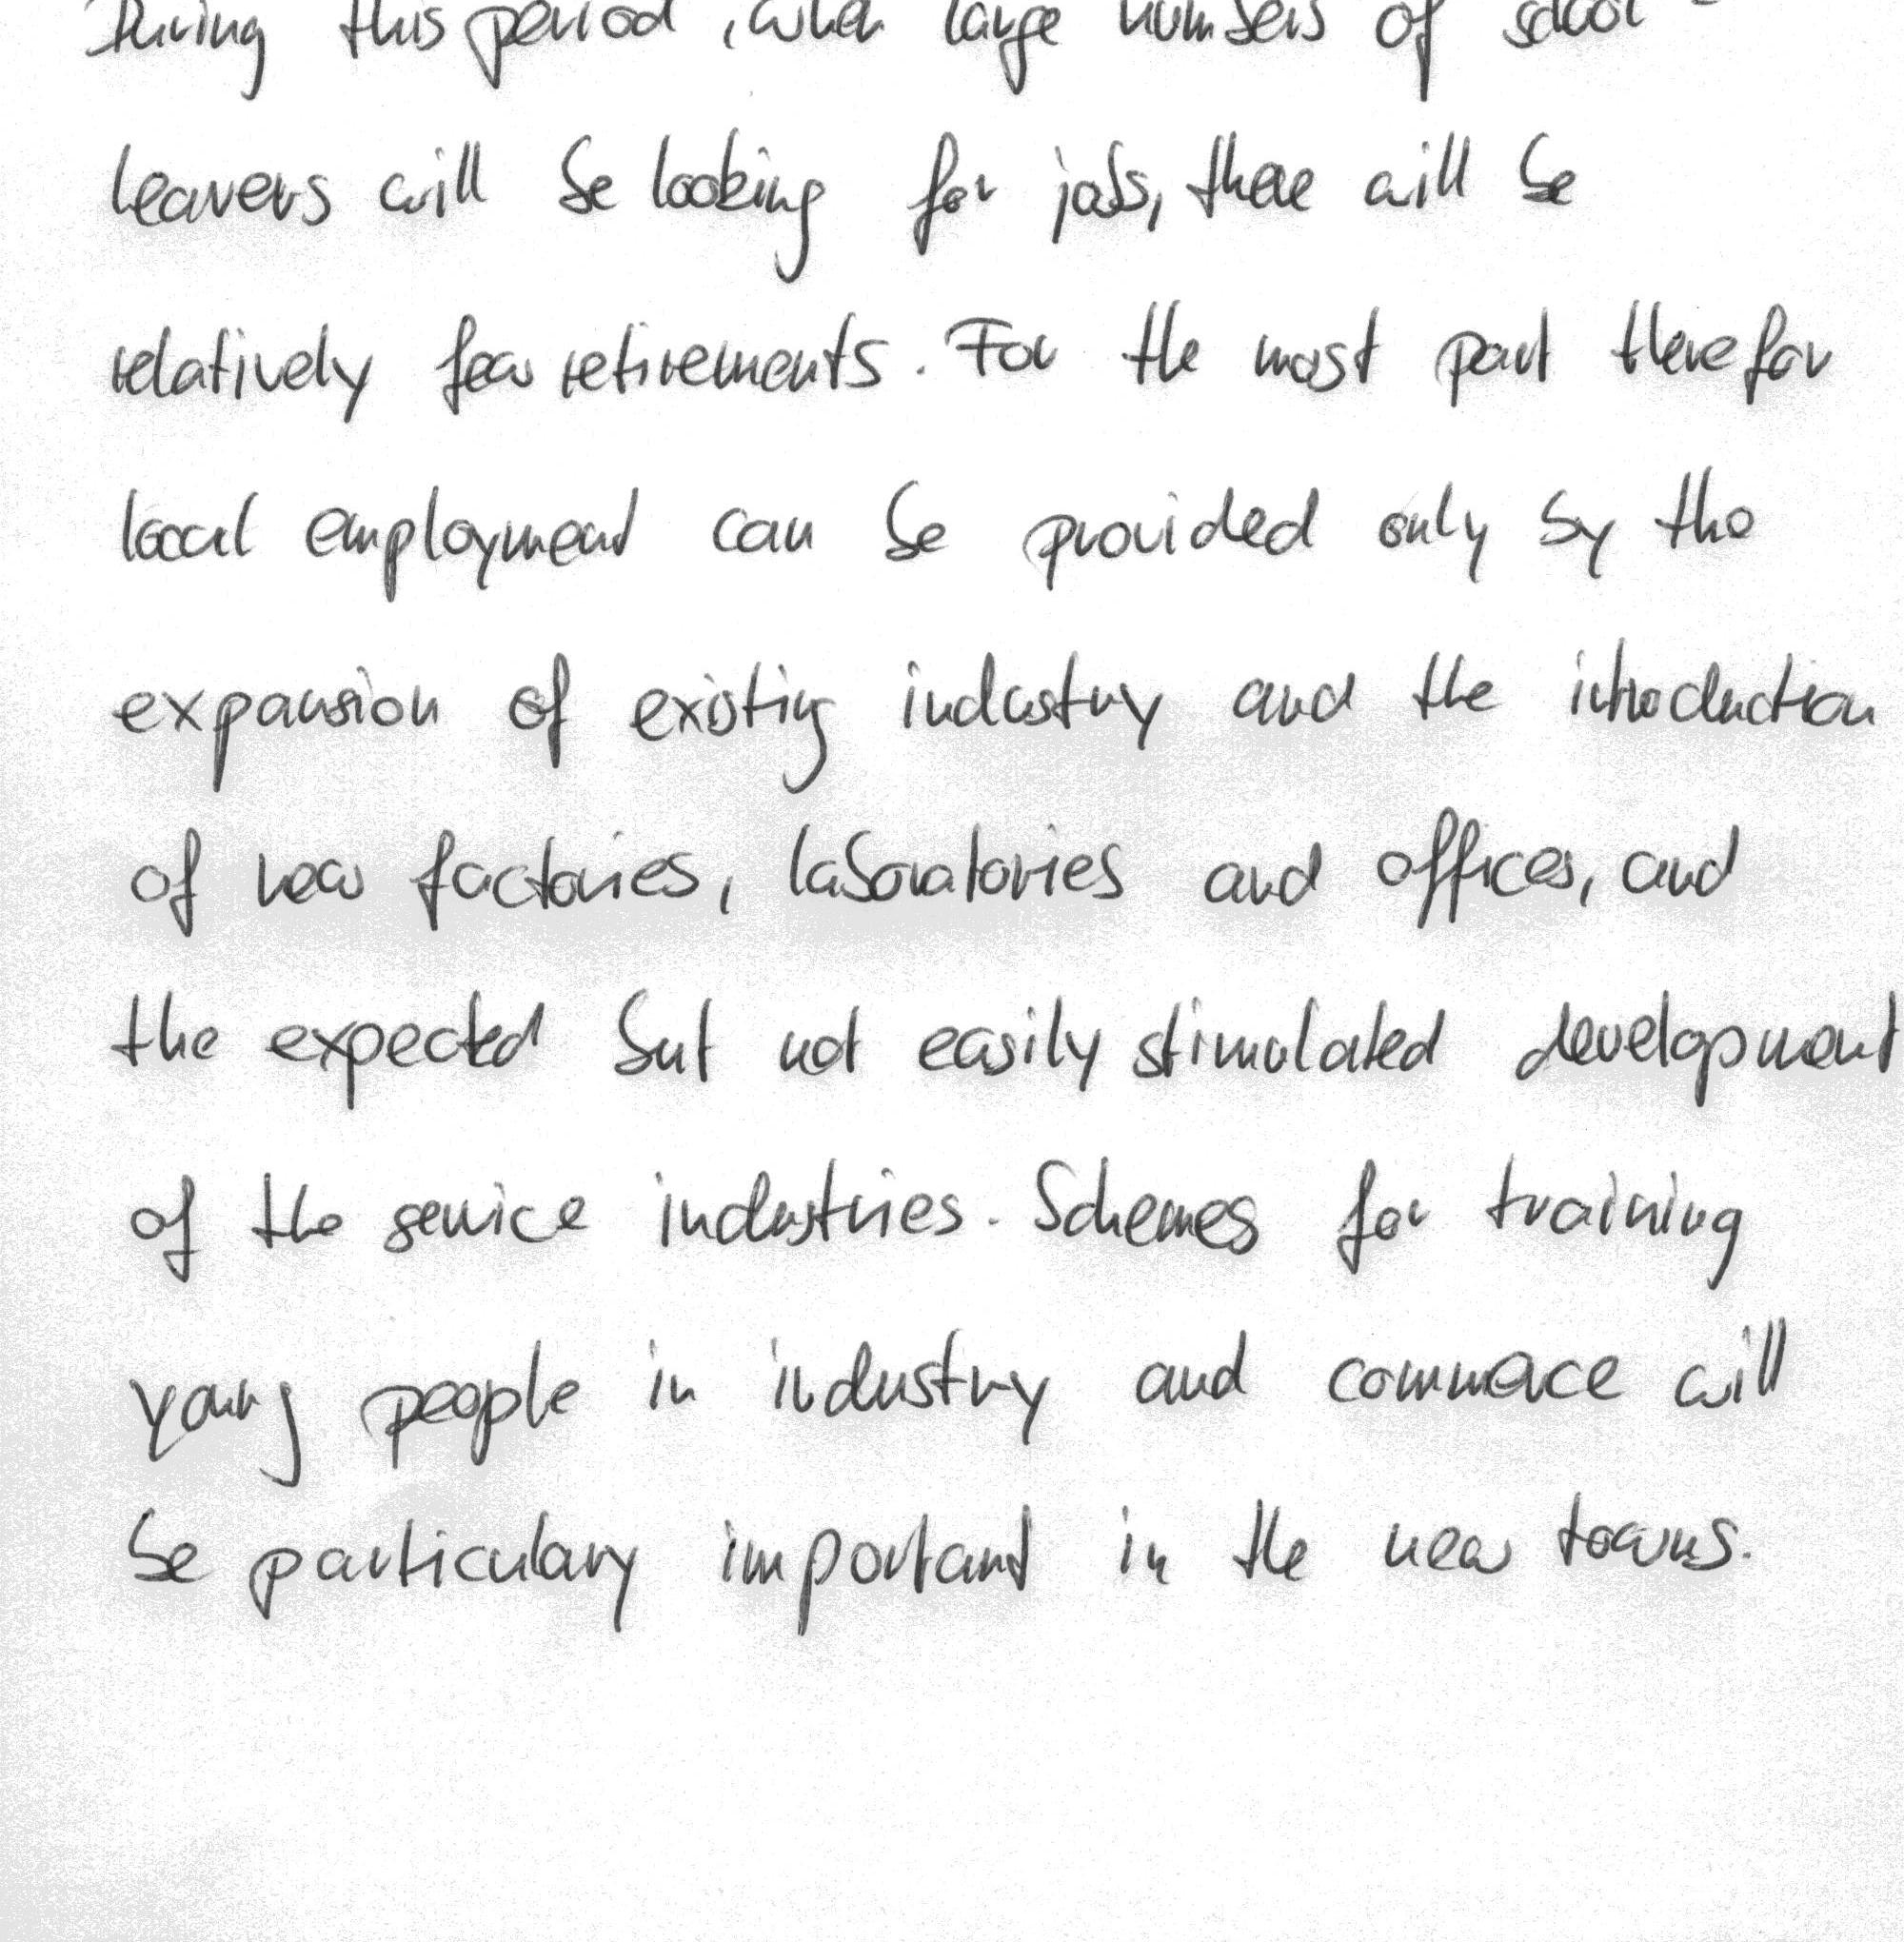 During this period, when large numbers of school-
leavers will be looking for jobs, there will be
relatively few retirements. For the most part therefor
local employment can be provided only by the
expansion of existing industry and the introduction
of new factories, laboratories and offices, and
the expected but not easily stimulated development
of the service industries. Schemes for training
young people in industry and commerce will
be particulary important in the new towns.